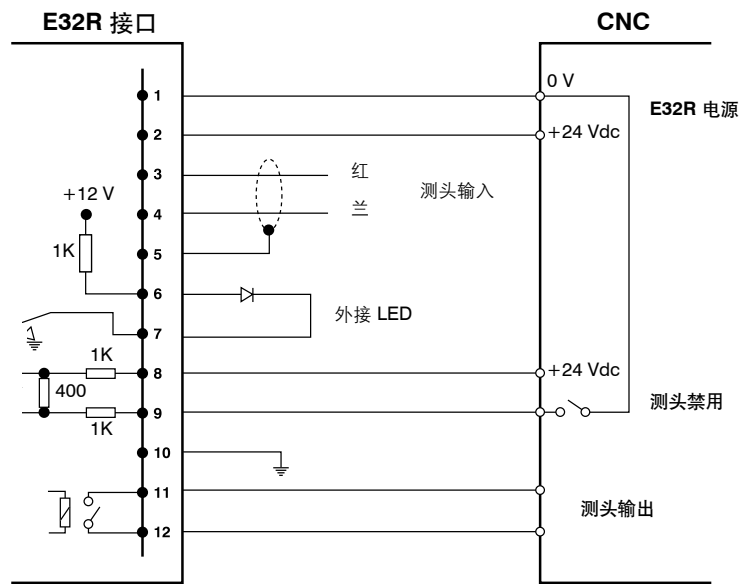 E32R 接口
CNC
1
0 V
E32R 电源
2
+24 Vdc
3
红
测头输入
+12 V
4
兰
1K
5
6
外接 LED
7
1K
8
+24 Vdc
400
测头禁用
9
1K
10
11
测头输出
12